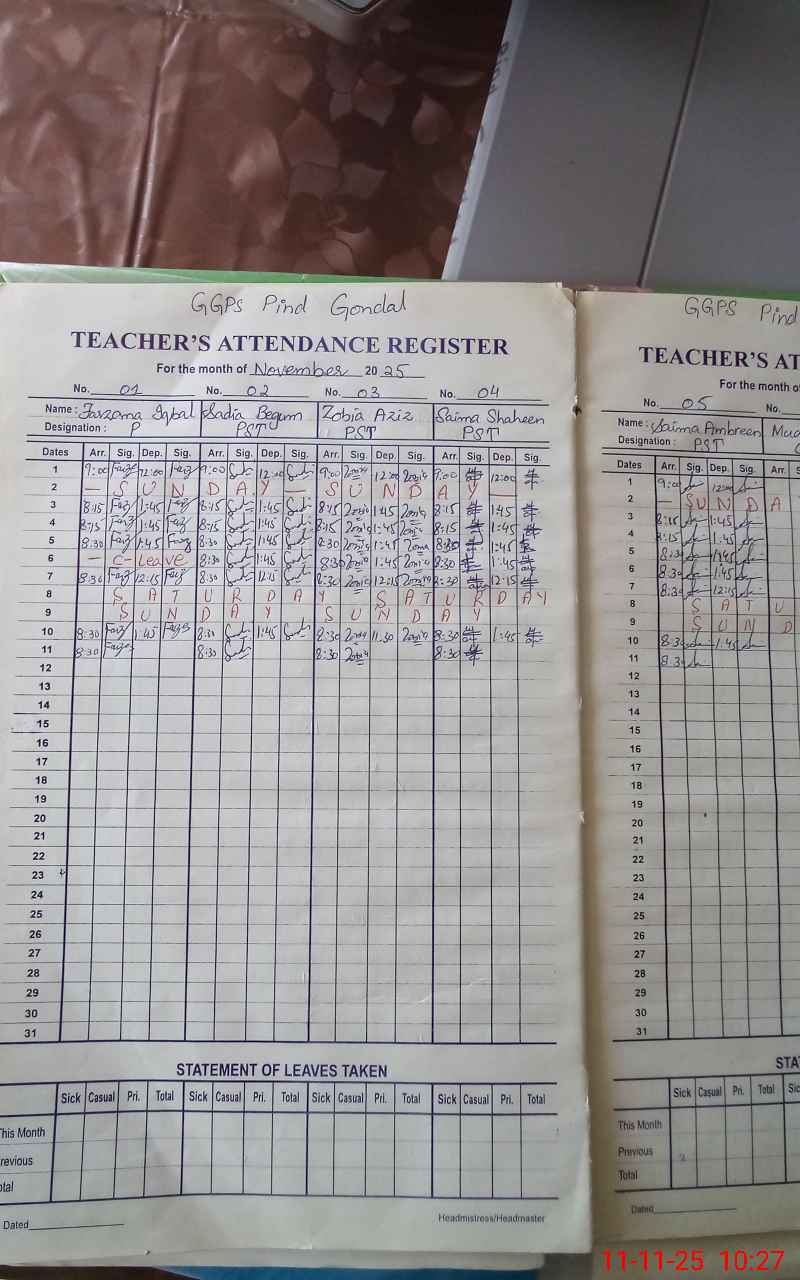 GGPS Pind Gondal
TEACHER'S ATTENDANCE REGISTER
For the month of November 2025
No. 01 No. 02 No. 03 No. 04
Name : Farzana Iqbal Sadia Begum Zobia Aziz Saima Shaheen
Designation : P PST PST PST
Dates Arr. Sig. Dep. Sig. Arr. Sig. Dep. Sig. Arr. Sig. Dep. Sig. Arr. Sig. Dep. Sig.
1 9:00 12:00 9:00 12:00 9:00 12:00 9:00 12:00
2 — S U N D A Y — S U N D A Y —
3 8:15 1:45 8:15 1:45 8:15 1:45 8:15 1:45
4 8:15 1:45 8:15 1:45 8:15 1:45 8:15 1:45
5 8:30 1:45 8:30 1:45 8:30 1:45 8:30 1:45
6 — C- Leave 8:30 1:45 8:30 1:45 8:30 1:45
7 8:30 12:15 8:30 12:15 8:30 12:15 8:30 12:15
8 S A T U R D A Y S A T U R D A Y
9 S U N D A Y S U N D A Y
10 8:30 1:45 8:30 1:45 8:30 11:30 8:30 1:45
11 8:30 8:30 8:30 8:30
12
13
14
15
16
17
18
19
20
21
22
23
24
25
26
27
28
29
30
31
STATEMENT OF LEAVES TAKEN
Sick Casual Pri. Total Sick Casual Pri. Total Sick Casual Pri. Total Sick Casual Pri. Total
This Month
revious
otal
Dated
Headmistress/Headmaster
GGPS Pind
TEACHER'S AT
For the month of
No. 05 No.
Name : Saima Ambreen
Designation : PST
Dates Arr. Sig. Dep. Sig. Arr. S
1 9:00 12:00
2 — S U N D A
3 8:15 1:45
4 8:15 1:45
5 8:30 1:45
6 8:30 1:45
7 8:30 12:15
8 S A T U
9 S U N D
10 8:30 1:45
11 8:30
12
13
14
15
16
17
18
19
20
21
22
23
24
25
26
27
28
29
30
31
STA
Sick Casual Pri. Total Sick
This Month
Previous
Total
Dated
11-11-25 10:27